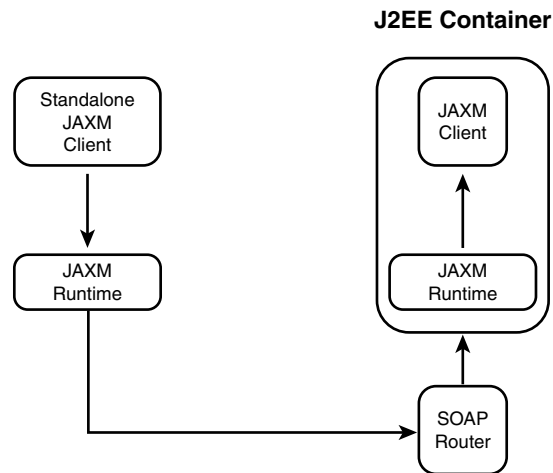 J2EE Container
Standalone
JAXM
Client
JAXM
Client
JAXM
Runtime
JAXM
Runtime
SOAP
Router